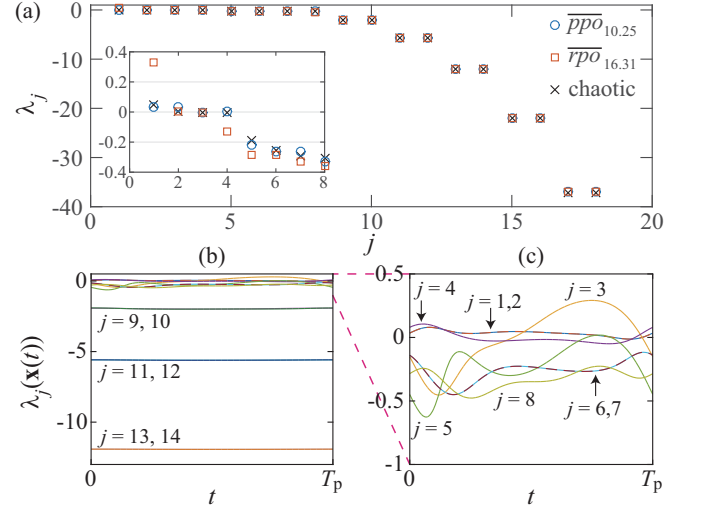 (a)
0
-10
-20
-30
-40
λj
ppo10.25
rpo16.31
chaotic
0.4
0.2
0
-0.2
-0.4
2 4 6 8
0 5 10 15 20
j
(b) (c)
0
-5
-10
λj(x(t))
j = 9, 10
j = 11, 12
j = 13, 14
0 Tp
t
0.5
0
-0.5
-1
j = 4
j = 1,2
j = 3
j = 5
j = 8
j = 6,7
0 Tp
t